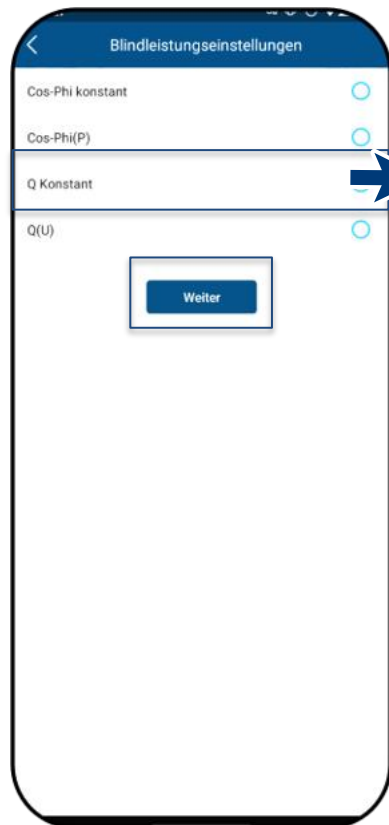 Blindleistungseinstellungen
Cos-Phi konstant
Cos-Phi(P)
Q Konstant
Q(U)
Weiter